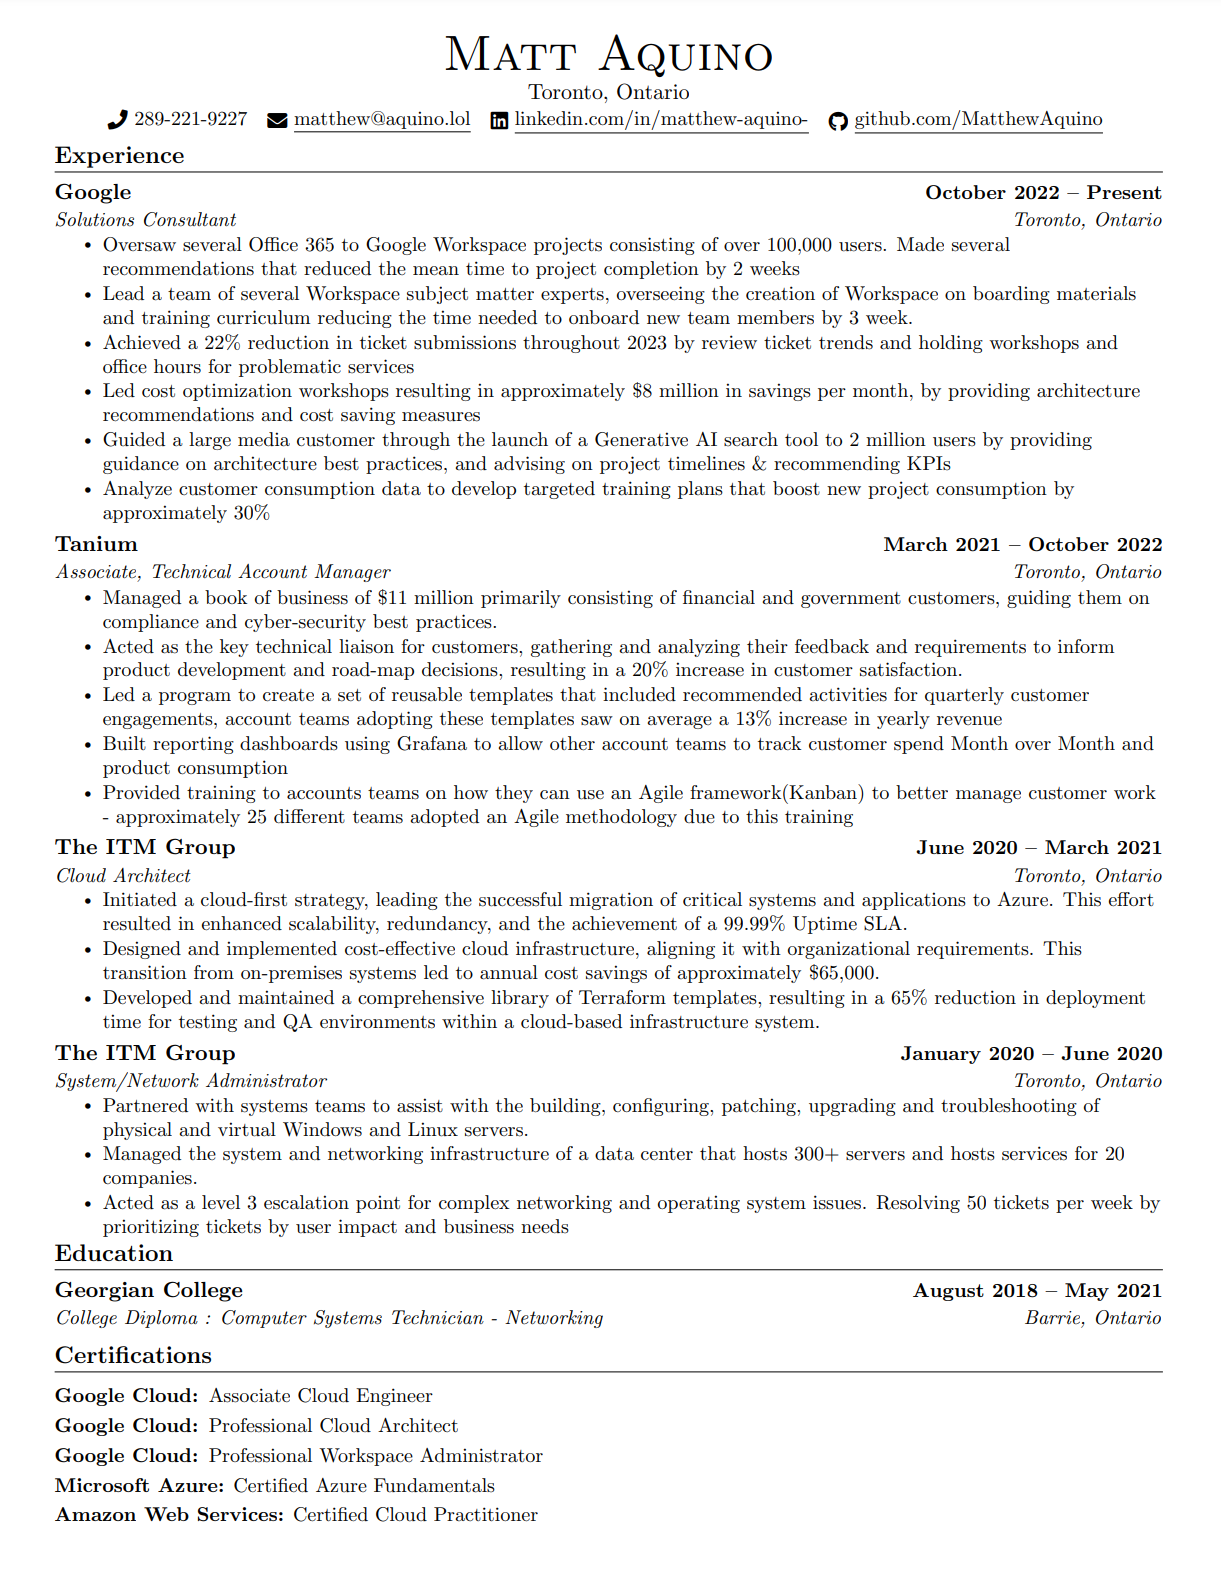 Matt Aquino
Toronto, Ontario
289-221-9227 matthew@aquino.lol linkedin.com/in/matthew-aquino- github.com/MatthewAquino
Experience
Google October 2022 – Present
Solutions Consultant Toronto, Ontario
• Oversaw several Office 365 to Google Workspace projects consisting of over 100,000 users. Made several
recommendations that reduced the mean time to project completion by 2 weeks
• Lead a team of several Workspace subject matter experts, overseeing the creation of Workspace on boarding materials
and training curriculum reducing the time needed to onboard new team members by 3 week.
• Achieved a 22% reduction in ticket submissions throughout 2023 by review ticket trends and holding workshops and
office hours for problematic services
• Led cost optimization workshops resulting in approximately $8 million in savings per month, by providing architecture
recommendations and cost saving measures
• Guided a large media customer through the launch of a Generative AI search tool to 2 million users by providing
guidance on architecture best practices, and advising on project timelines & recommending KPIs
• Analyze customer consumption data to develop targeted training plans that boost new project consumption by
approximately 30%
Tanium March 2021 – October 2022
Associate, Technical Account Manager Toronto, Ontario
• Managed a book of business of $11 million primarily consisting of financial and government customers, guiding them on
compliance and cyber-security best practices.
• Acted as the key technical liaison for customers, gathering and analyzing their feedback and requirements to inform
product development and road-map decisions, resulting in a 20% increase in customer satisfaction.
• Led a program to create a set of reusable templates that included recommended activities for quarterly customer
engagements, account teams adopting these templates saw on average a 13% increase in yearly revenue
• Built reporting dashboards using Grafana to allow other account teams to track customer spend Month over Month and
product consumption
• Provided training to accounts teams on how they can use an Agile framework(Kanban) to better manage customer work
- approximately 25 different teams adopted an Agile methodology due to this training
The ITM Group June 2020 – March 2021
Cloud Architect Toronto, Ontario
• Initiated a cloud-first strategy, leading the successful migration of critical systems and applications to Azure. This effort
resulted in enhanced scalability, redundancy, and the achievement of a 99.99% Uptime SLA.
• Designed and implemented cost-effective cloud infrastructure, aligning it with organizational requirements. This
transition from on-premises systems led to annual cost savings of approximately $65,000.
• Developed and maintained a comprehensive library of Terraform templates, resulting in a 65% reduction in deployment
time for testing and QA environments within a cloud-based infrastructure system.
The ITM Group January 2020 – June 2020
System/Network Administrator Toronto, Ontario
• Partnered with systems teams to assist with the building, configuring, patching, upgrading and troubleshooting of
physical and virtual Windows and Linux servers.
• Managed the system and networking infrastructure of a data center that hosts 300+ servers and hosts services for 20
companies.
• Acted as a level 3 escalation point for complex networking and operating system issues. Resolving 50 tickets per week by
prioritizing tickets by user impact and business needs
Education
Georgian College August 2018 – May 2021
College Diploma : Computer Systems Technician - Networking Barrie, Ontario
Certifications
Google Cloud: Associate Cloud Engineer
Google Cloud: Professional Cloud Architect
Google Cloud: Professional Workspace Administrator
Microsoft Azure: Certified Azure Fundamentals
Amazon Web Services: Certified Cloud Practitioner